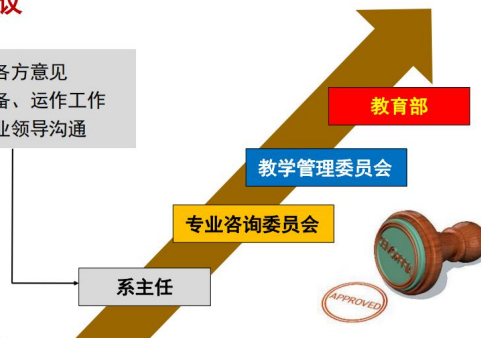 议
各方意见
备、运作工作
业领导沟通
教育部
教学管理委员会
专业咨询委员会
系主任
APPROVED